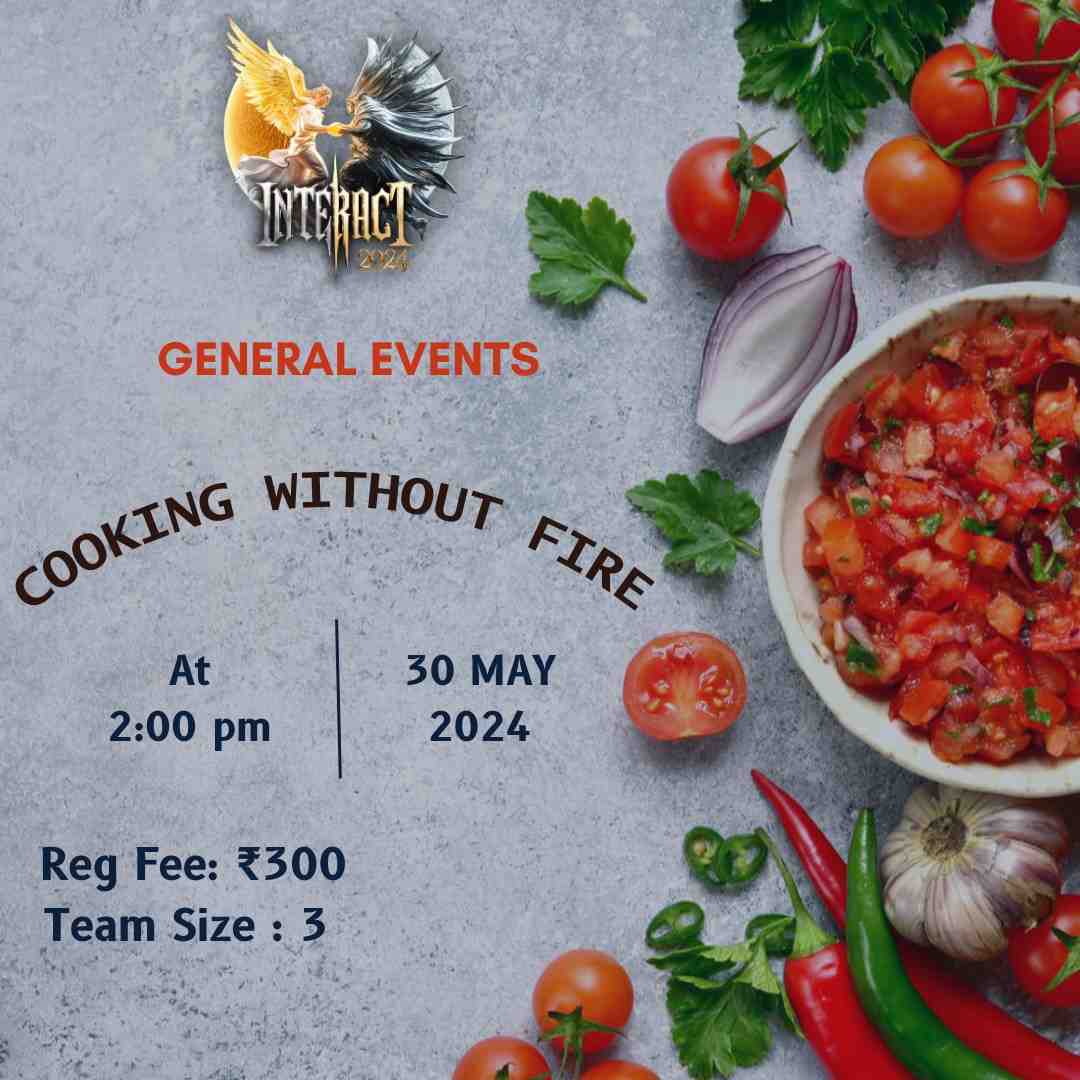 INTERACT
2024
GENERAL EVENTS
COOKING WITHOUT FIRE
At
2:00 pm
30 MAY
2024
Reg Fee: ₹300
Team Size : 3